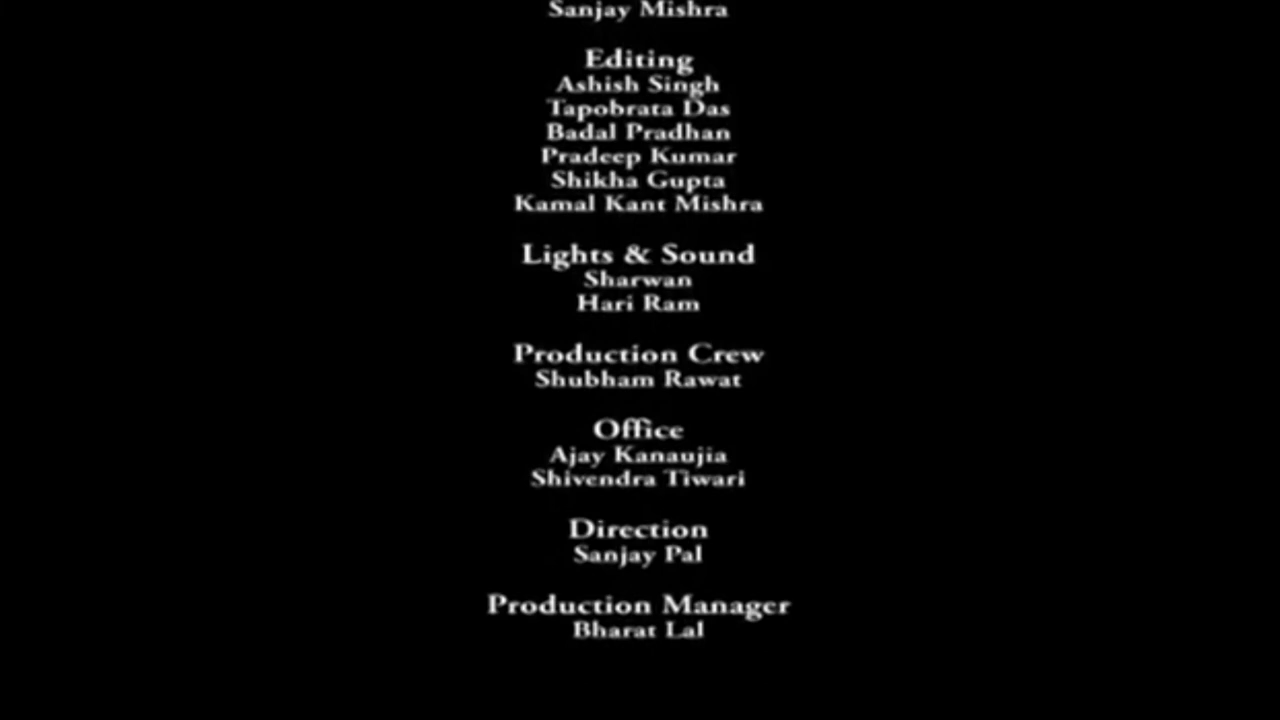 Sanjay Mishra
Editing
Ashish Singh
Tapobrata Das
Badal Pradhan
Pradeep Kumar
Shikha Gupta
Kamal Kant Mishra
Lights & Sound
Sharwan
Hari Ram
Production Crew
Shubham Rawat
Office
Ajay Kanaujia
Shivendra Tiwari
Direction
Sanjay Pal
Production Manager
Bharat Lal